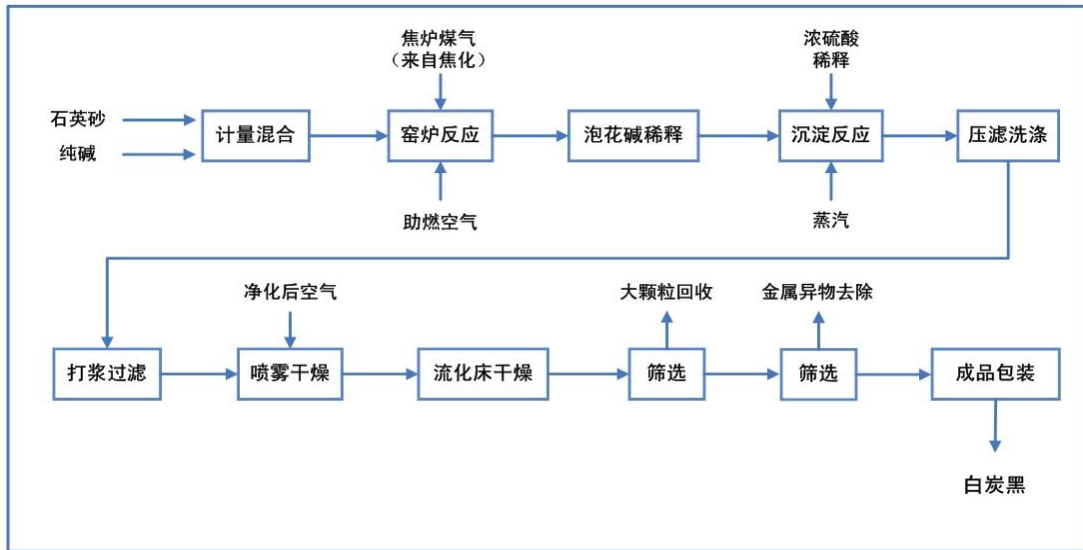 焦炉煤气
（来自焦化）
浓硫酸
稀释
石英砂
纯碱
计量混合
窑炉反应
泡花碱稀释
沉淀反应
压滤洗涤
助燃空气
蒸汽
净化后空气
大颗粒回收
金属异物去除
打浆过滤
喷雾干燥
流化床干燥
筛选
筛选
成品包装
白炭黑